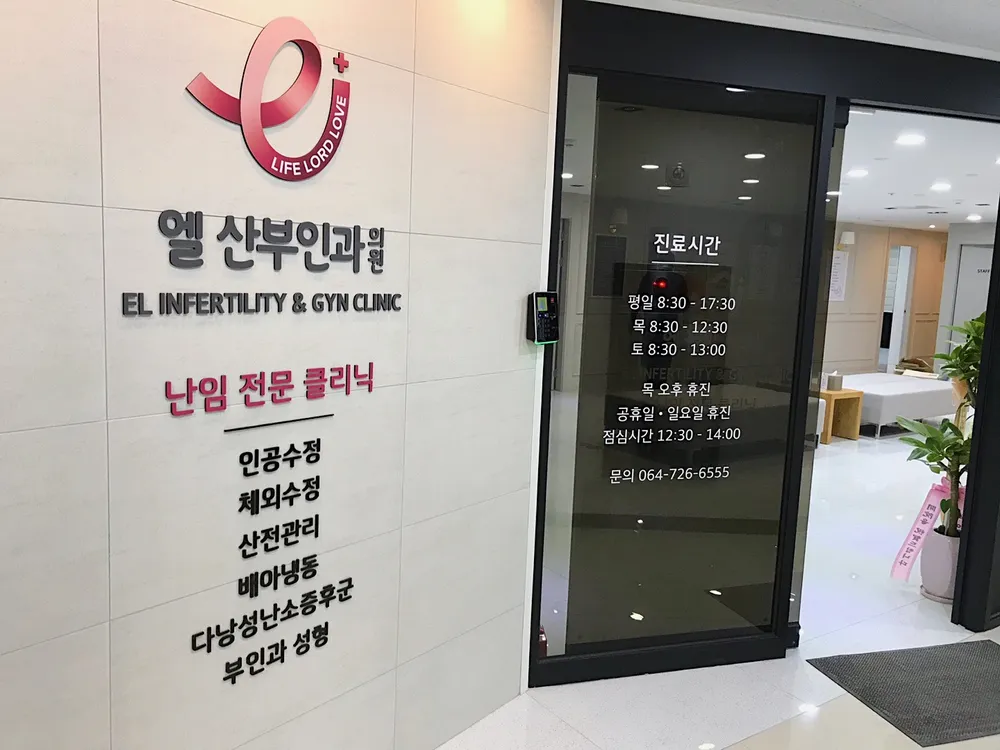 LIFE LORD LOVE
엘 산부인과의원
EL INFERTILITY & GYN CLINIC
난임 전문 클리닉
인공수정
체외수정
산전관리
배아냉동
다낭성난소증후군
부인과 성형
진료시간
평일 8:30 - 17:30
목 8:30 - 12:30
토 8:30 - 13:00
목 오후 휴진
공휴일 • 일요일 휴진
점심시간 12:30 - 14:00
문의 064-726-6555
STAFF